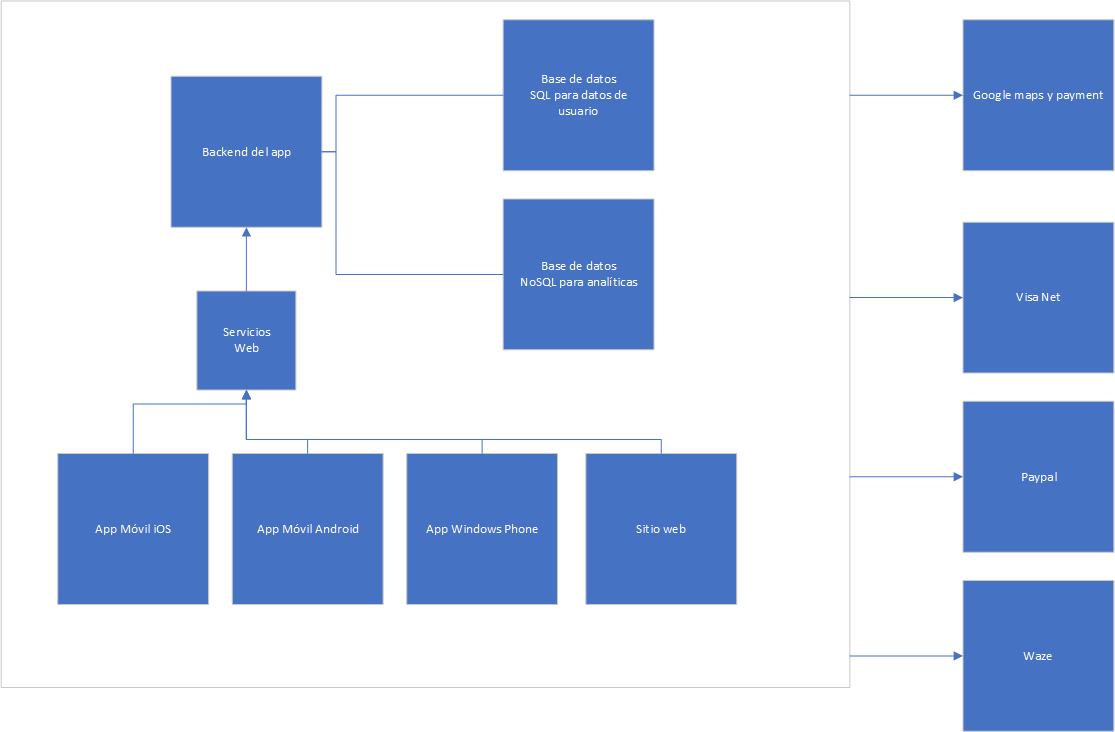 Base de datos
SQL para datos de
usuario
Google maps y payment
Backend del app
Base de datos
NoSQL para analíticas
Visa Net
Servicios
Web
Paypal
App Móvil iOS
App Móvil Android
App Windows Phone
Sitio web
Waze